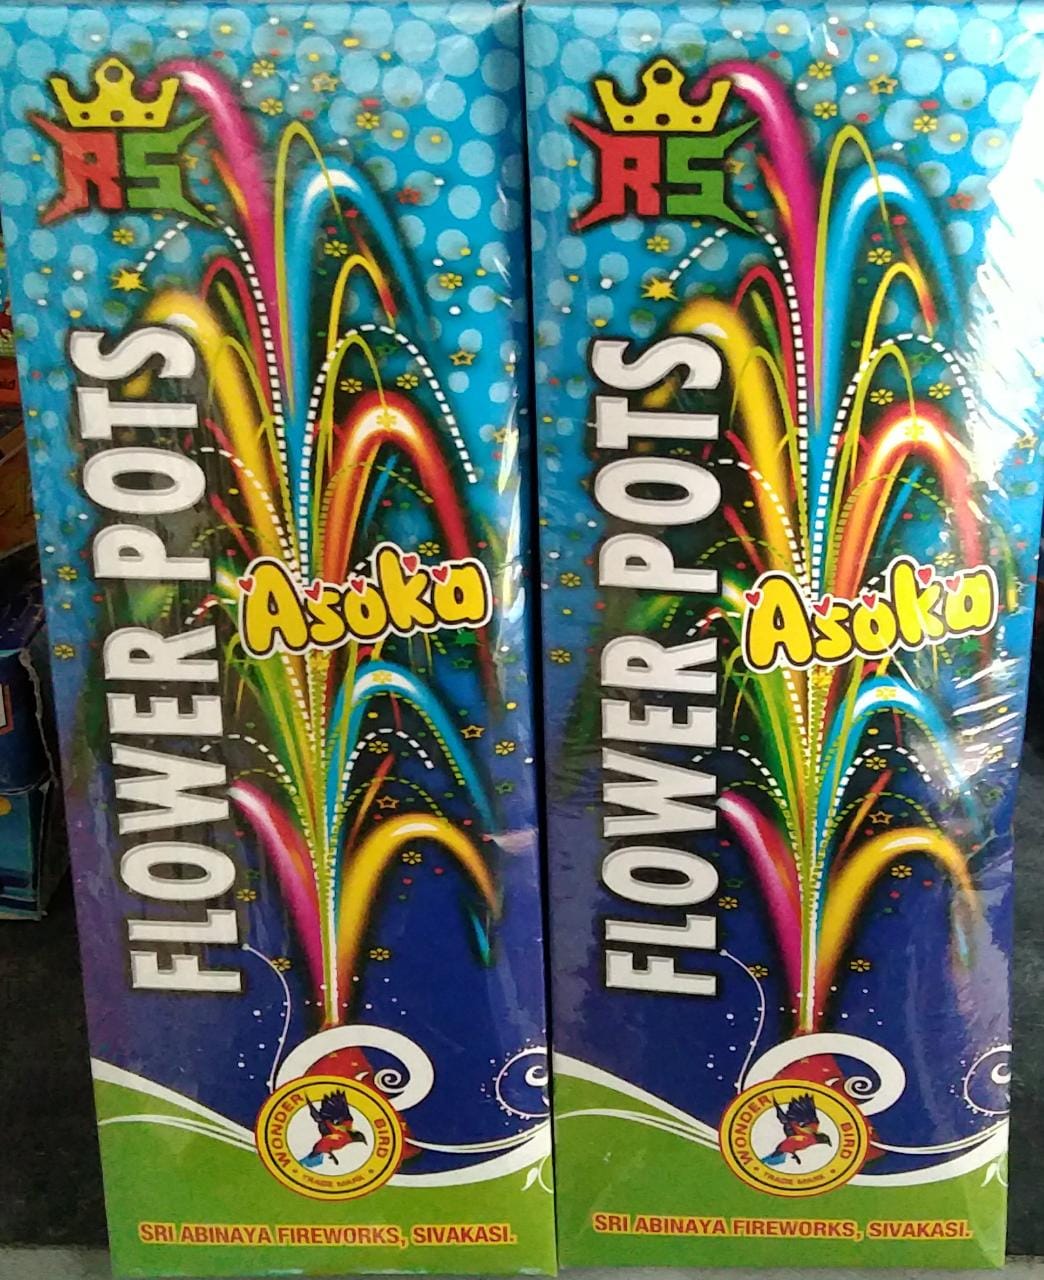 RS
FLOWER POTS
Asoka
WONDER BIRD
TRADE MARK
SRI ABINAYA FIREWORKS, SIVAKASI.
RS
FLOWER POTS
Asoka
WONDER BIRD
TRADE MARK
SRI ABINAYA FIREWORKS, SIVAKASI.